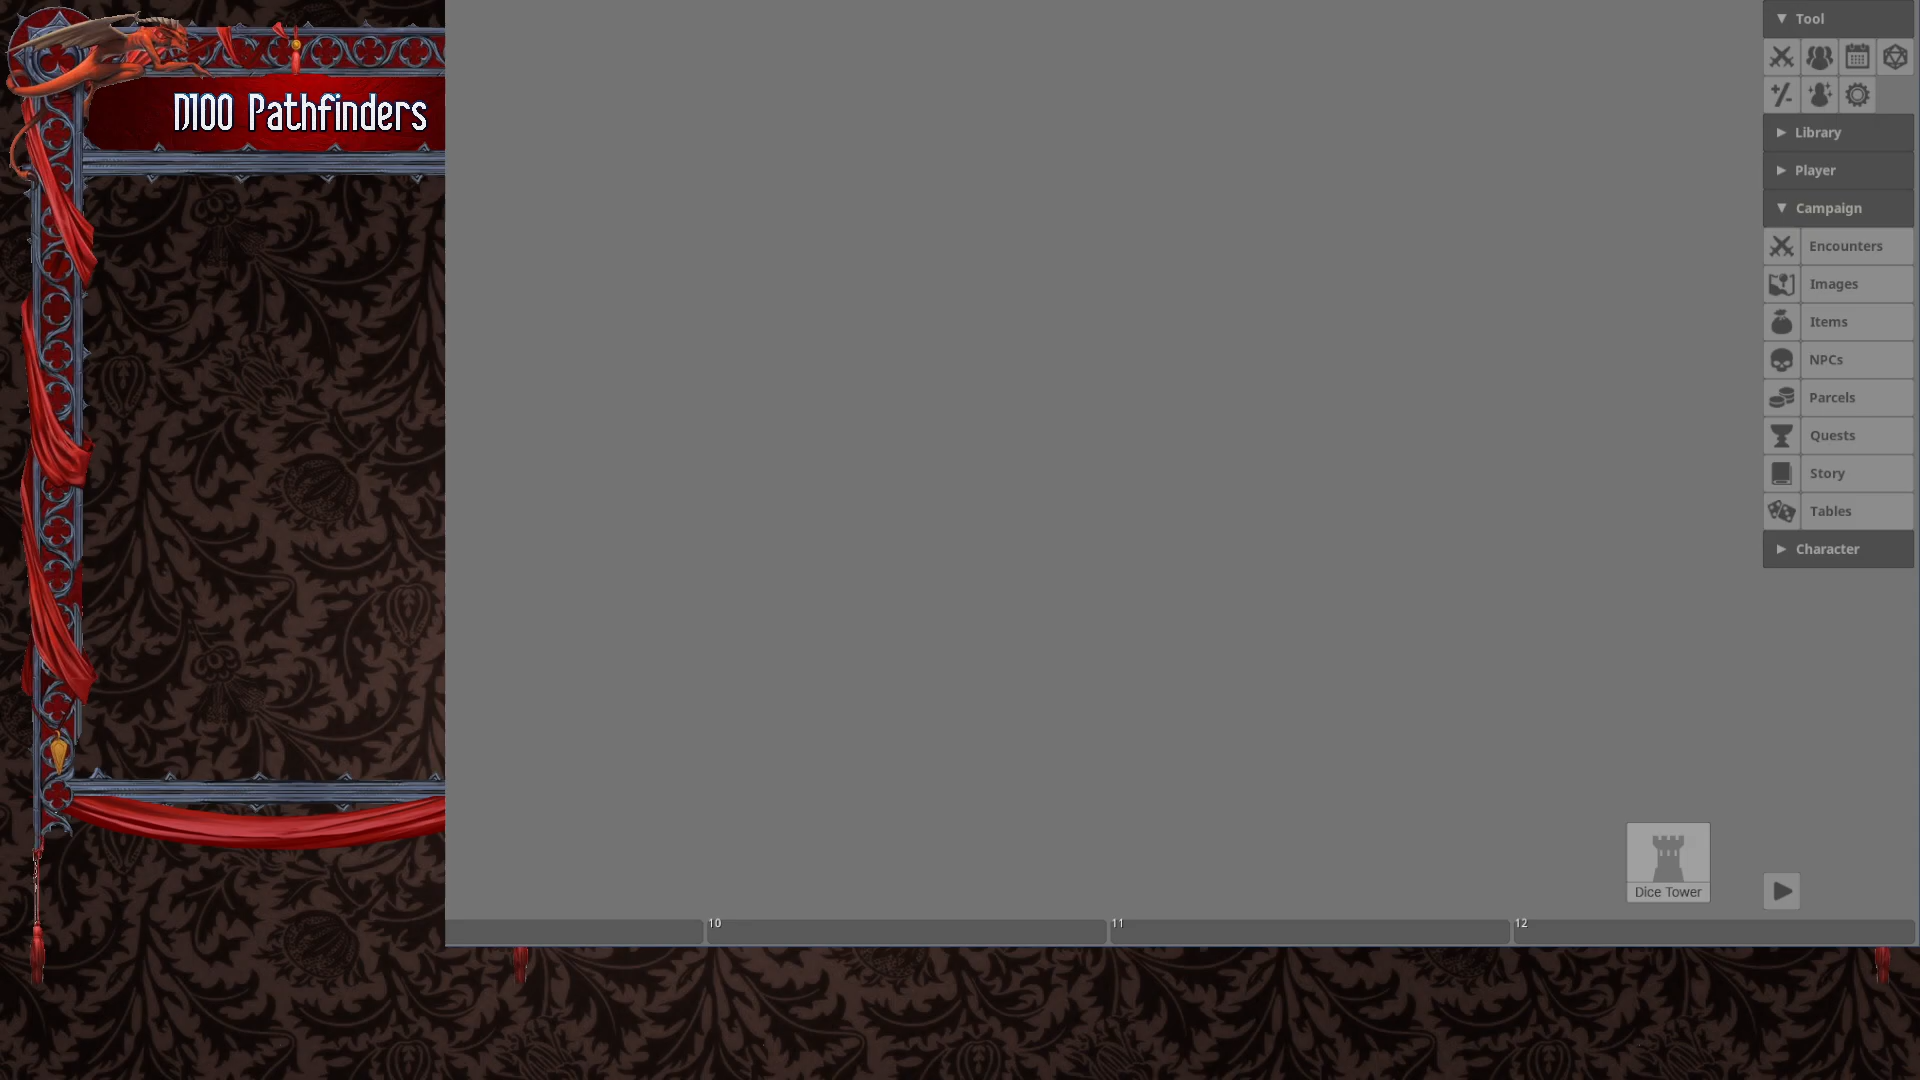 D100 Pathfinders
Tool
Library
Player
Campaign
Encounters
Images
Items
NPCs
Parcels
Quests
Story
Tables
Character
Dice Tower
10
11
12